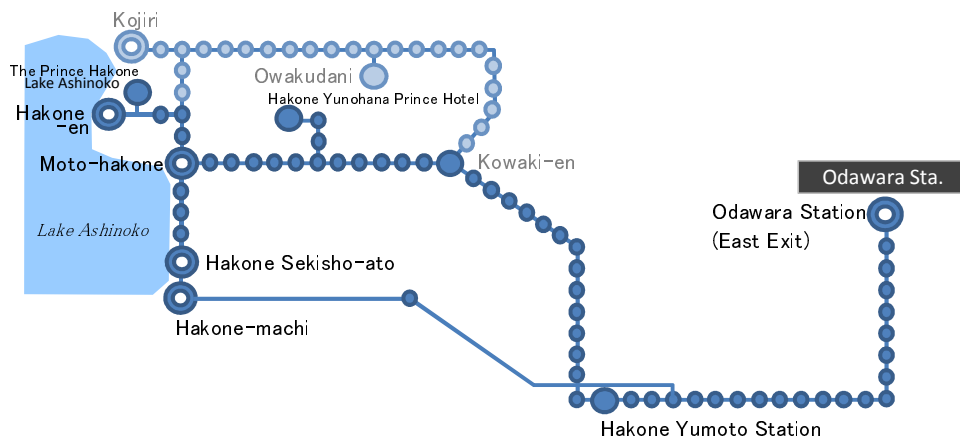 Kojiri
The Prince Hakone
Lake Ashinoko
Owakudani
Hakone Yunohana Prince Hotel
Hakone
-en
Moto-hakone
Kowaki-en
Odawara Sta.
Odawara Station
(East Exit)
Lake Ashinoko
Hakone Sekisho-ato
Hakone-machi
Hakone Yumoto Station